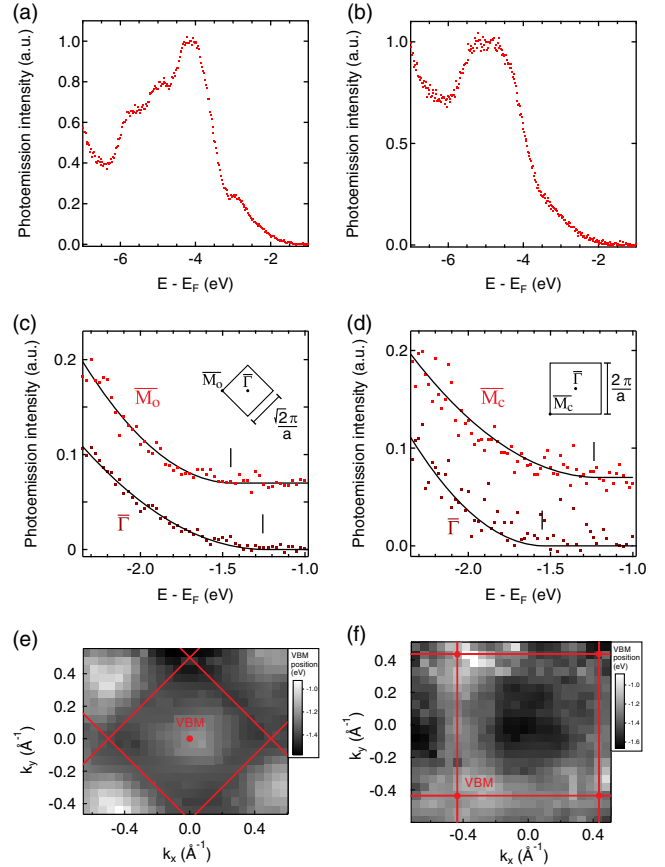 (a)
Photoemission intensity (a.u.)
1.0
0.8
0.6
0.4
0.2
0.0
-6
-4
-2
E - E_F (eV)
(b)
Photoemission intensity (a.u.)
1.0
0.5
0.0
-6
-4
-2
E - E_F (eV)
(c)
Photoemission intensity (a.u.)
0.2
0.1
0
M̅ₒ
Γ̅
M̅ₒ
Γ̅
√2π/a
-2.0
-1.5
-1.0
E - E_F (eV)
(d)
Photoemission intensity (a.u.)
0.2
0.1
0.0
M̅_c
Γ̅
Γ̅
M̅_c
2π/a
-2.0
-1.5
-1.0
E - E_F (eV)
(e)
k_y (Å⁻¹)
0.4
0.2
0.0
-0.2
-0.4
VBM
-0.4
0.0
0.4
k_x (Å⁻¹)
VBM
position
(eV)
-1.0
-1.2
-1.4
(f)
k_y (Å⁻¹)
0.4
0.2
0.0
-0.2
-0.4
VBM
-0.4
0.0
0.4
k_x (Å⁻¹)
VBM
position
(eV)
-1.0
-1.2
-1.4
-1.6